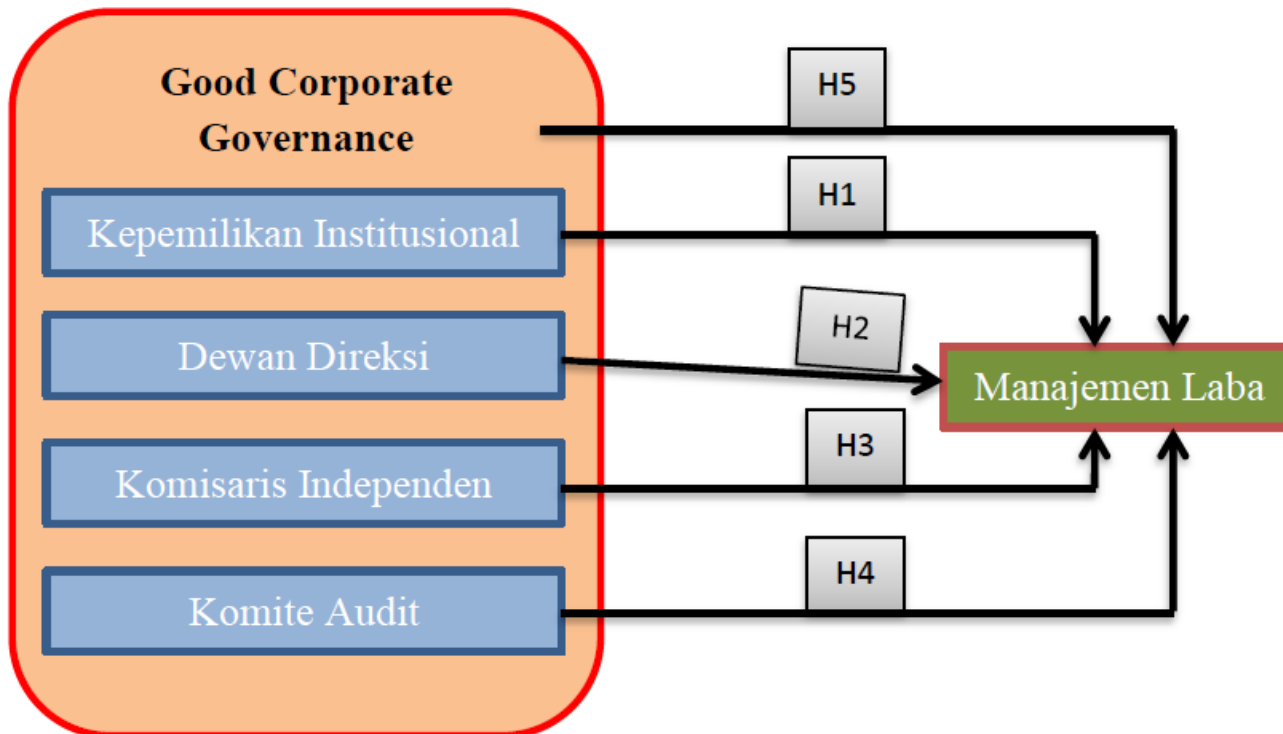 Good Corporate
Governance
H5
H1
Kepemilikan Institusional
H2
Dewan Direksi
Manajemen Laba
H3
Komisaris Independen
H4
Komite Audit